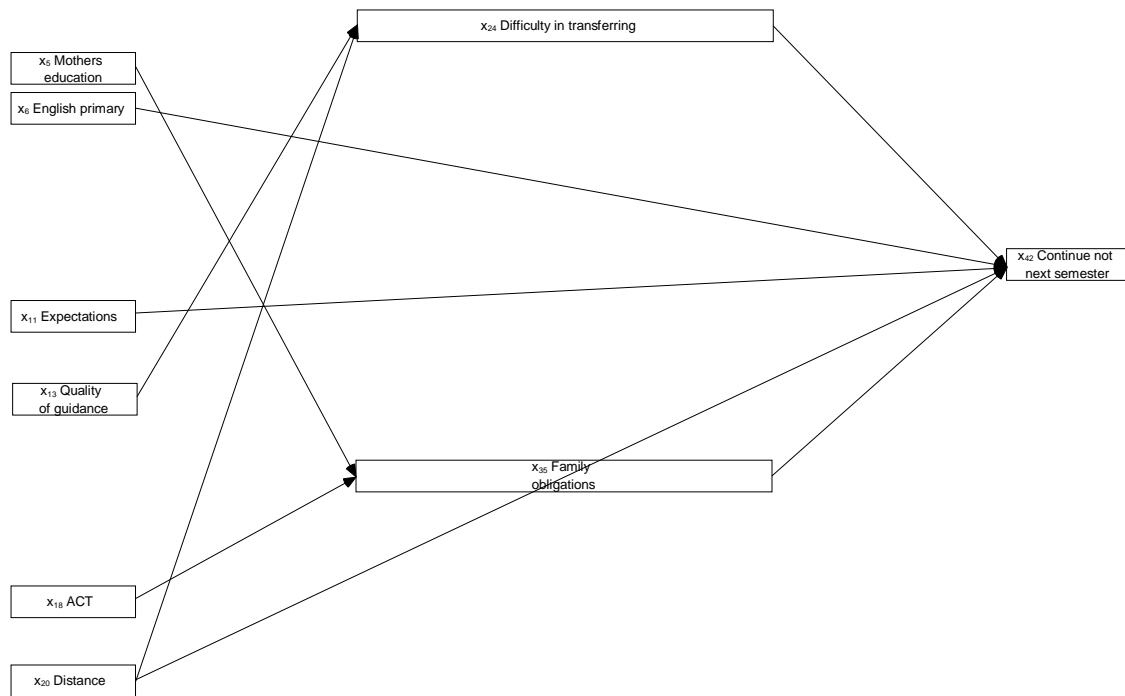 x₂₄ Difficulty in transferring
x₅ Mothers
education
x₆ English primary
x₄₂ Continue not
next semester
x₁₁ Expectations
x₁₃ Quality
of guidance
x₃₅ Family
obligations
x₁₈ ACT
x₂₀ Distance